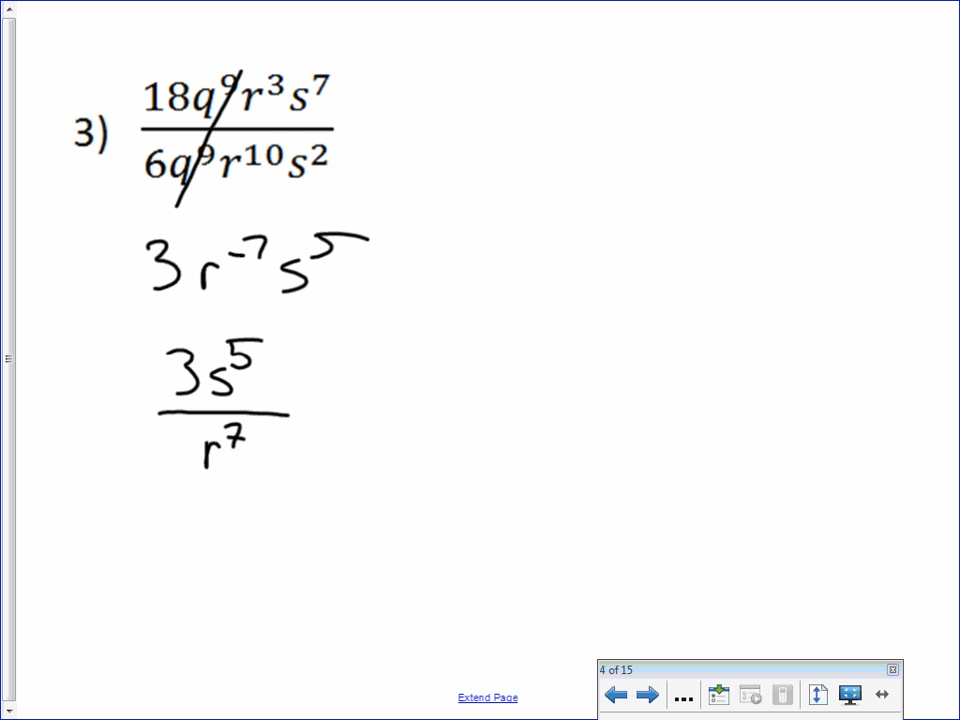 3) 18q⁹r³s⁷
6q⁹r¹⁰s²
3r⁻⁷s⁵
3s⁵
r⁷
4 of 15
...
Extend Page